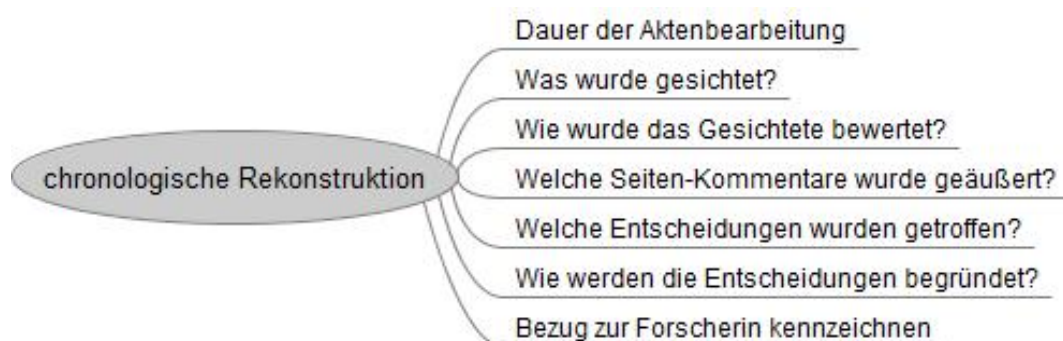 Dauer der Aktenbearbeitung
Was wurde gesichtet?
Wie wurde das Gesichtete bewertet?
chronologische Rekonstruktion
Welche Seiten-Kommentare wurde geäußert?
Welche Entscheidungen wurden getroffen?
Wie werden die Entscheidungen begründet?
Bezug zur Forscherin kennzeichnen